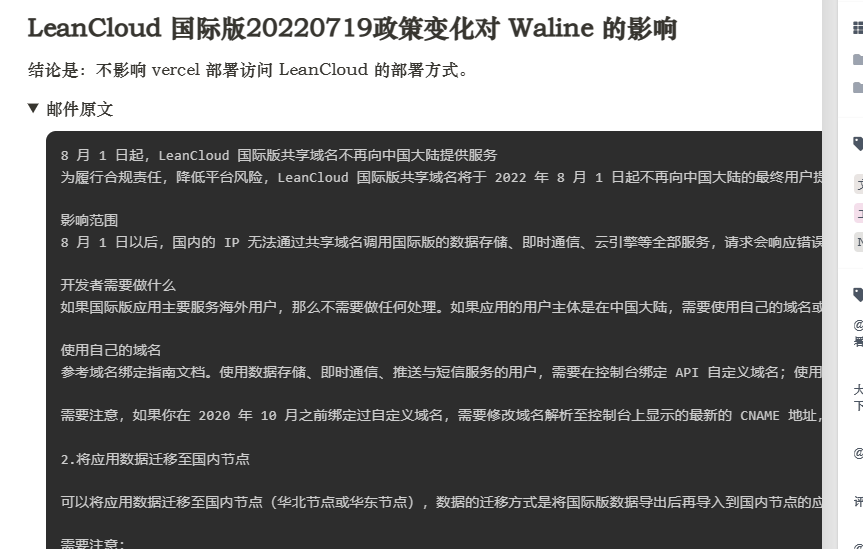 LeanCloud 国际版20220719政策变化对 Waline 的影响
结论是：不影响 vercel 部署访问 LeanCloud 的部署方式。
▼ 邮件原文
8 月 1 日起，LeanCloud 国际版共享域名不再向中国大陆提供服务
为履行合规责任，降低平台风险，LeanCloud 国际版共享域名将于 2022 年 8 月 1 日起不再向中国大陆的最终用户提
影响范围
8 月 1 日以后，国内的 IP 无法通过共享域名调用国际版的数据存储、即时通信、云引擎等全部服务，请求会响应错误
开发者需要做什么
如果国际版应用主要服务海外用户，那么不需要做任何处理。如果应用的用户主体是在中国大陆，需要使用自己的域名或
使用自己的域名
参考域名绑定指南文档。使用数据存储、即时通信、推送与短信服务的用户，需要在控制台绑定 API 自定义域名；使用
需要注意，如果你在 2020 年 10 月之前绑定过自定义域名，需要修改域名解析至控制台上显示的最新的 CNAME 地址，
2.将应用数据迁移至国内节点
可以将应用数据迁移至国内节点（华北节点或华东节点），数据的迁移方式是将国际版数据导出后再导入到国内节点的应
需要注意：
@
署
大
下
@
评
@